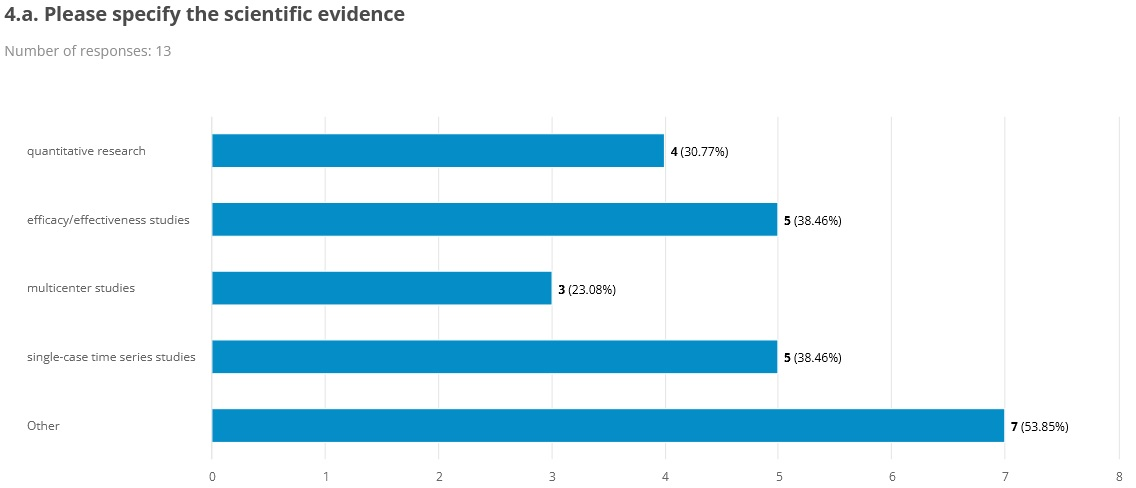 4.a. Please specify the scientific evidence
Number of responses: 13
quantitative research 4 (30.77%)
efficacy/effectiveness studies 5 (38.46%)
multicenter studies 3 (23.08%)
single-case time series studies 5 (38.46%)
Other 7 (53.85%)
0 1 2 3 4 5 6 7 8